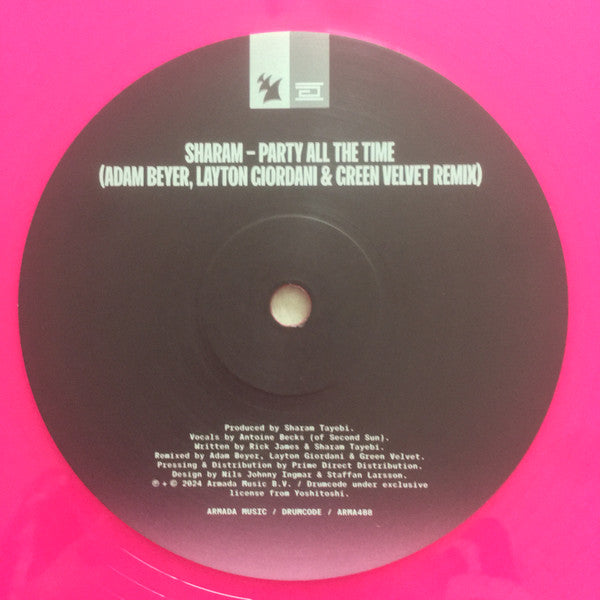 SHARAM – PARTY ALL THE TIME
(ADAM BEYER, LAYTON GIORDANI & GREEN VELVET REMIX)
Produced by Sharam Tayebi.
Vocals by Antoine Becks (of Second Sun).
Written by Rick James & Sharam Tayebi.
Remixed by Adam Beyer, Layton Giordani & Green Velvet.
Pressing & Distribution by Prime Direct Distribution.
Design by Nils Johnny Ingmar & Staffan Larsson.
℗ + © 2024 Armada Music B.V. / Drumcode under exclusive
license from Yoshitoshi.
ARMADA MUSIC / DRUMCODE / ARMA488